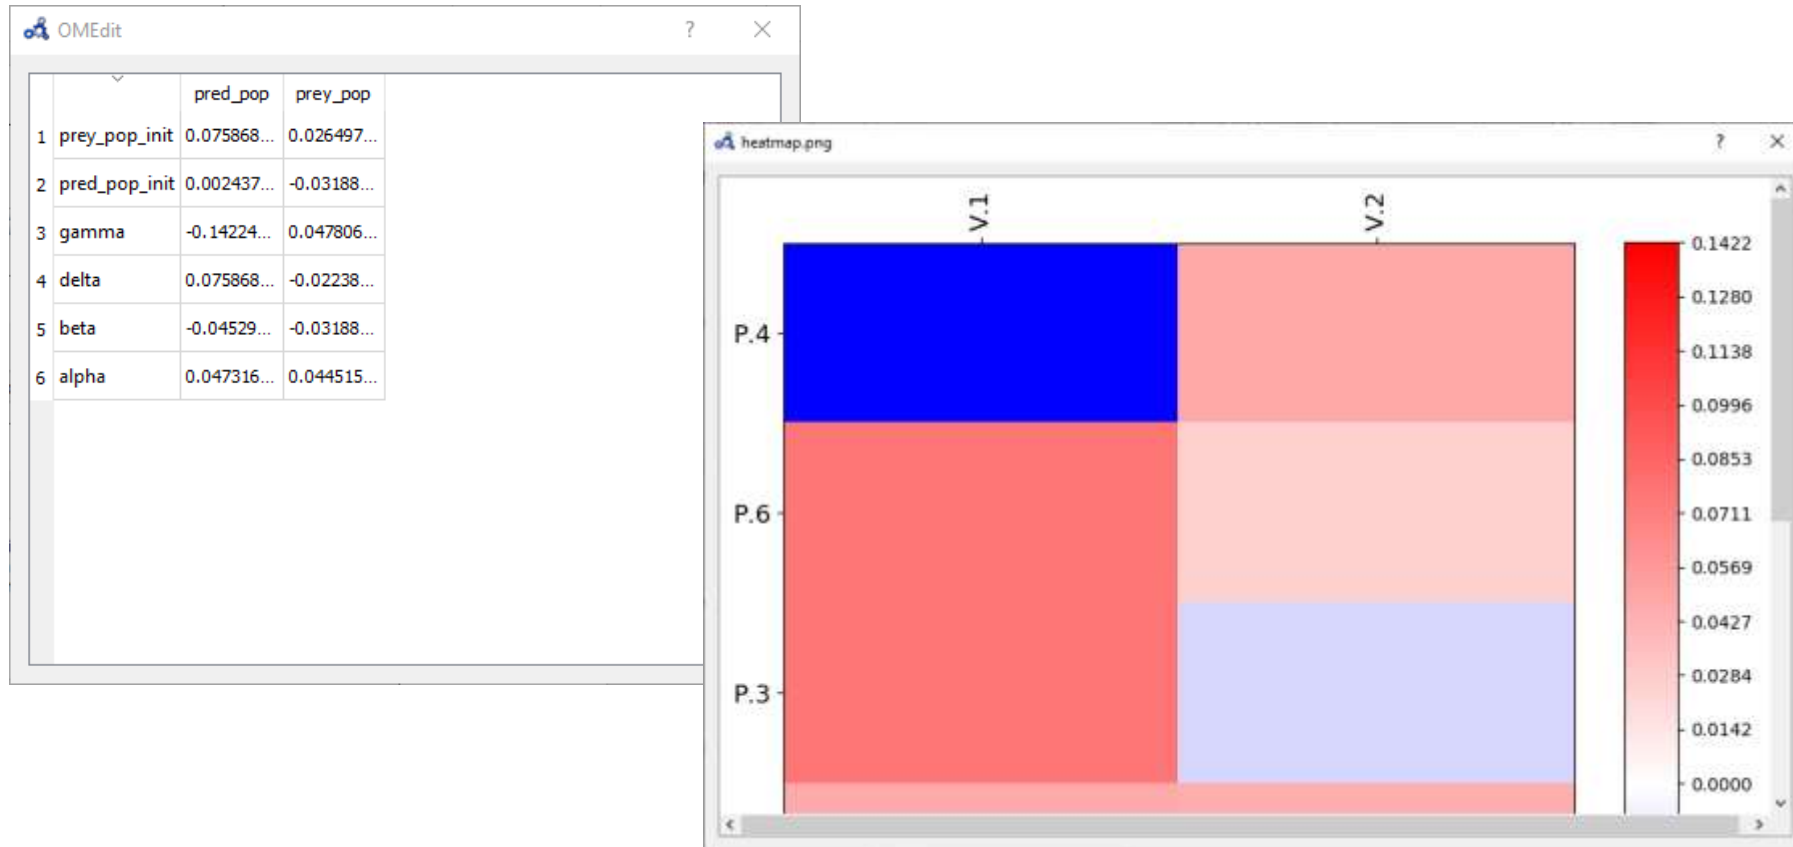 OMEdit ?
pred_pop prey_pop
1 prey_pop_init 0.075868... 0.026497...
2 pred_pop_init 0.002437... -0.03188...
3 gamma -0.14224... 0.047806...
4 delta 0.075868... -0.02238...
5 beta -0.04529... -0.03188...
6 alpha 0.047316... 0.044515...
heatmap.png ?
V.1 V.2
P.4
P.6
P.3
0.1422
0.1280
0.1138
0.0996
0.0853
0.0711
0.0569
0.0427
0.0284
0.0142
0.0000